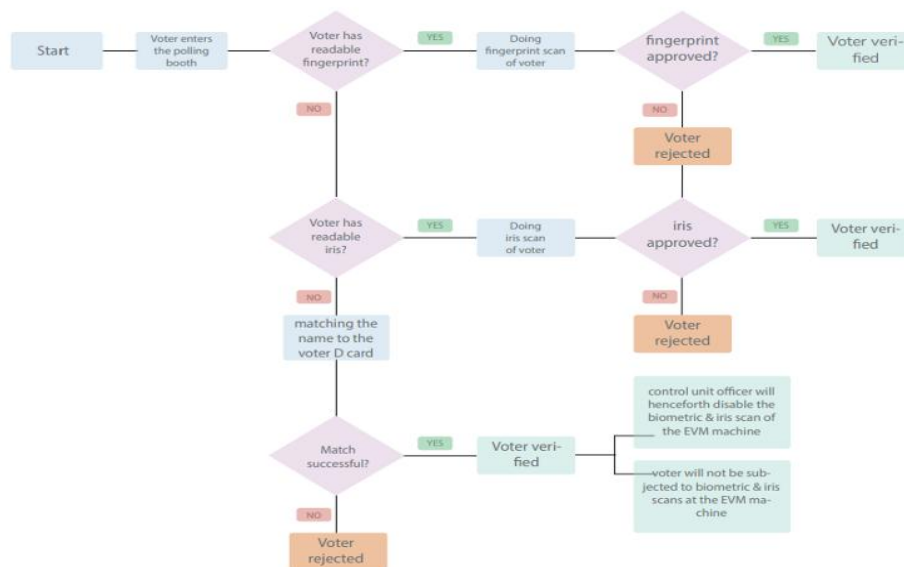 Start
Voter enters
the polling
booth
Voter has
readable
fingerprint?
YES
Doing
fingerprint scan
of voter
fingerprint
approved?
YES
Voter veri-
fied
NO
NO
Voter
rejected
Voter has
readable
iris?
YES
Doing
iris scan
of voter
iris
approved?
YES
Voter veri-
fied
NO
matching the
name to the
voter D card
NO
Voter
rejected
Match
successful?
YES
Voter veri-
fied
control unit officer will
henceforth disable the
biometric & iris scan of
the EVM machine
voter will not be sub-
jected to biometric & iris
scans at the EVM ma-
chine
NO
Voter
rejected